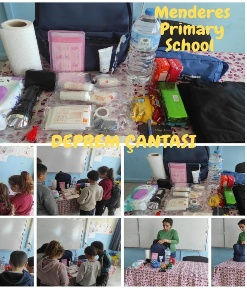 Menderes
Primary
School
DEPREM ÇANTASI